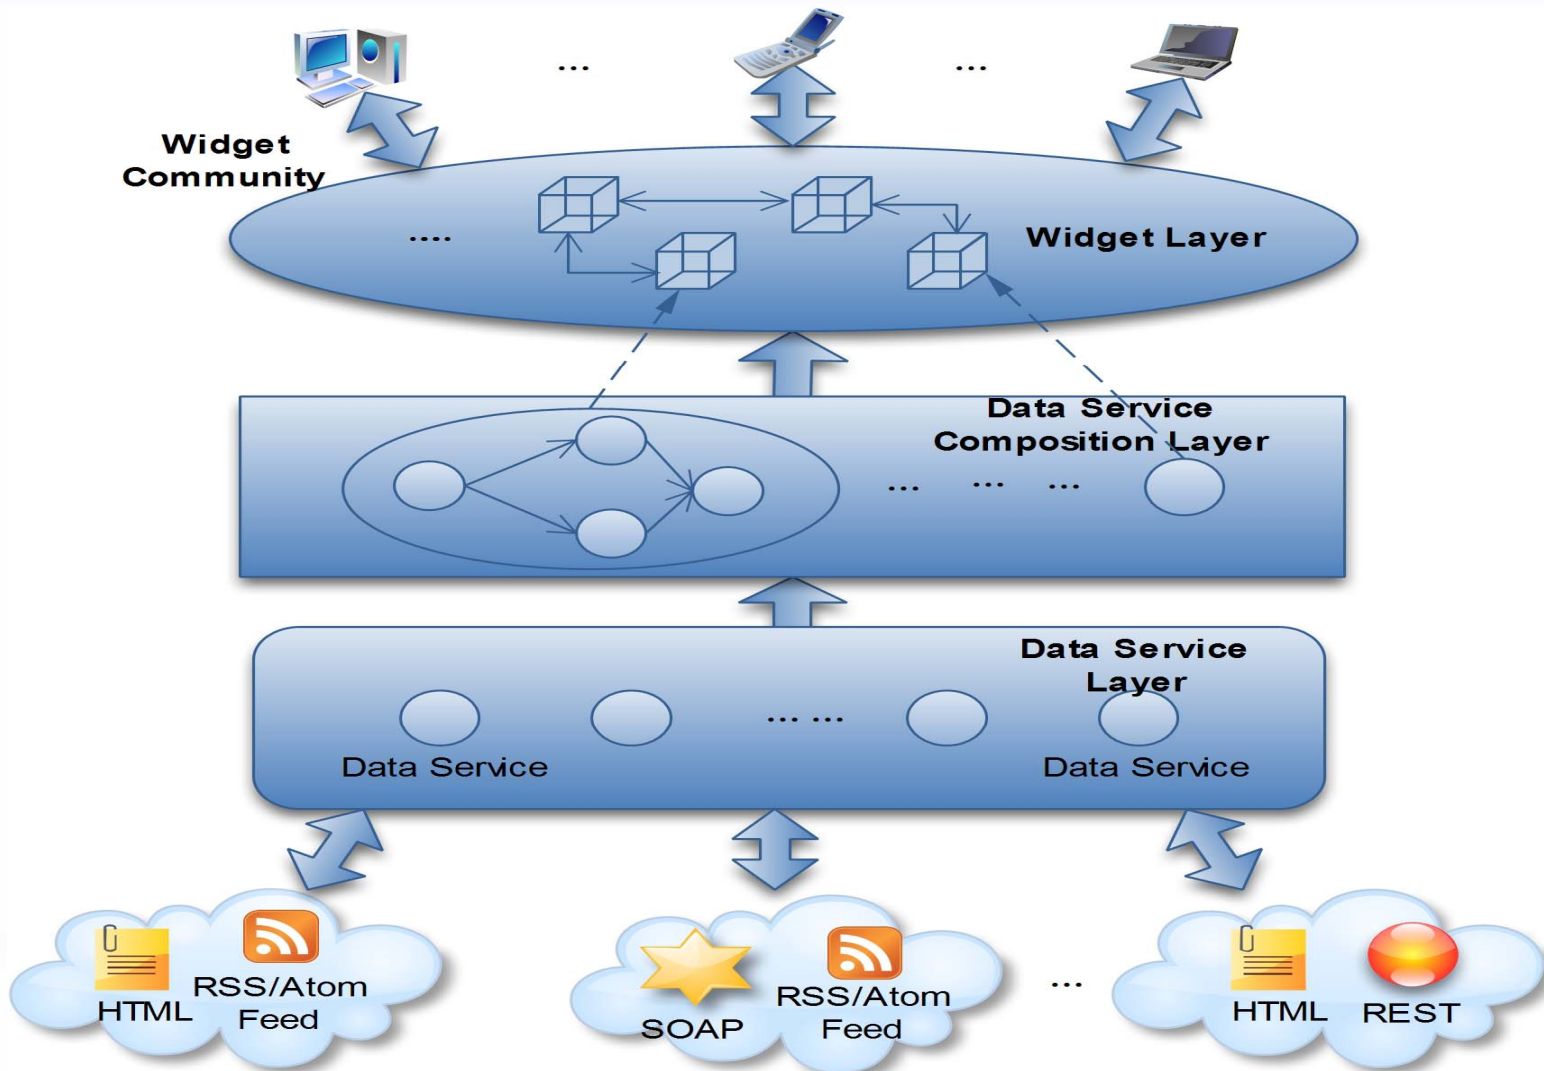 ... ...
Widget
Community
....
Widget Layer
Data Service
Composition Layer
... ... ...
Data Service
Layer
... ...
Data Service Data Service
HTML RSS/Atom
Feed
SOAP RSS/Atom
Feed
...
HTML REST